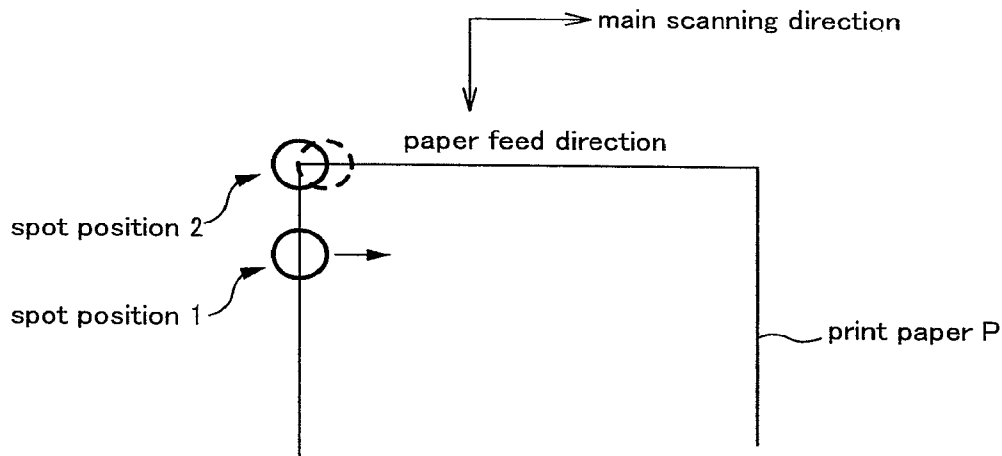 main scanning direction
paper feed direction
spot position 2
spot position 1
print paper P